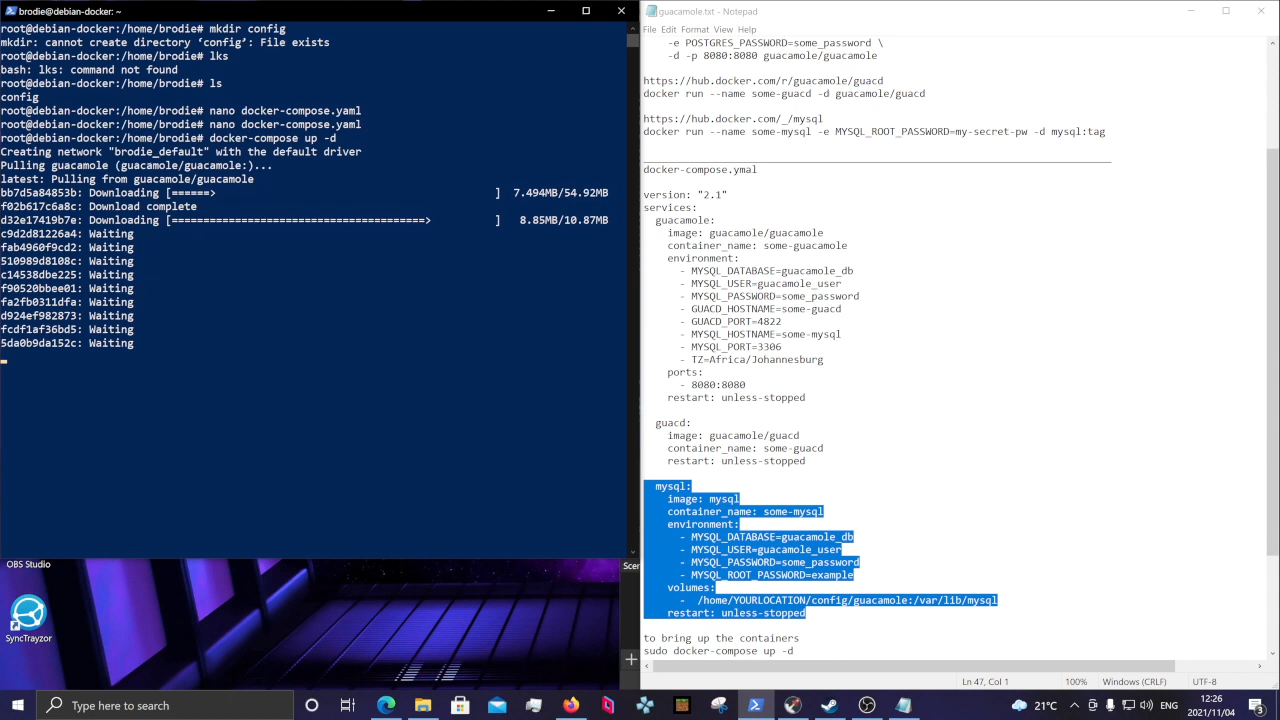 brodie@debian-docker: ~
root@debian-docker:/home/brodie# mkdir config
mkdir: cannot create directory ‘config’: File exists
root@debian-docker:/home/brodie# lks
bash: lks: command not found
root@debian-docker:/home/brodie# ls
config
root@debian-docker:/home/brodie# nano docker-compose.yaml
root@debian-docker:/home/brodie# nano docker-compose.yaml
root@debian-docker:/home/brodie# docker-compose up -d
Creating network "brodie_default" with the default driver
Pulling guacamole (guacamole/guacamole:)...
latest: Pulling from guacamole/guacamole
bb7d5a84853b: Downloading [======>                                            ]  7.494MB/54.92MB
f02b617c6a8c: Download complete
d32e17419b7e: Downloading [========================================>          ]   8.85MB/10.87MB
c9d2d81226a4: Waiting
fab4960f9cd2: Waiting
510989d8108c: Waiting
c14538dbe225: Waiting
f90520bbee01: Waiting
fa2fb0311dfa: Waiting
d924ef982873: Waiting
fcdf1af36bd5: Waiting
5da0b9da152c: Waiting
OBS Studio
SyncTrayzor
Scer
guacamole.txt - Notepad
File Edit Format View Help
-e POSTGRES_PASSWORD=some_password \
-d -p 8080:8080 guacamole/guacamole
https://hub.docker.com/r/guacamole/guacd
docker run --name some-guacd -d guacamole/guacd
https://hub.docker.com/_/mysql
docker run --name some-mysql -e MYSQL_ROOT_PASSWORD=my-secret-pw -d mysql:tag
docker-compose.ymal
version: "2.1"
services:
guacamole:
image: guacamole/guacamole
container_name: some-guacamole
environment:
- MYSQL_DATABASE=guacamole_db
- MYSQL_USER=guacamole_user
- MYSQL_PASSWORD=some_password
- GUACD_HOSTNAME=some-guacd
- GUACD_PORT=4822
- MYSQL_HOSTNAME=some-mysql
- MYSQL_PORT=3306
- TZ=Africa/Johannesburg
ports:
- 8080:8080
restart: unless-stopped
guacd:
image: guacamole/guacd
container_name: some-guacd
restart: unless-stopped
mysql:
image: mysql
container_name: some-mysql
environment:
- MYSQL_DATABASE=guacamole_db
- MYSQL_USER=guacamole_user
- MYSQL_PASSWORD=some_password
- MYSQL_ROOT_PASSWORD=example
volumes:
-  /home/YOURLOCATION/config/guacamole:/var/lib/mysql
restart: unless-stopped
to bring up the containers
sudo docker-compose up -d
Ln 47, Col 1 100% Windows (CRLF) UTF-8
Type here to search
21°C ENG 12:26 2021/11/04 3